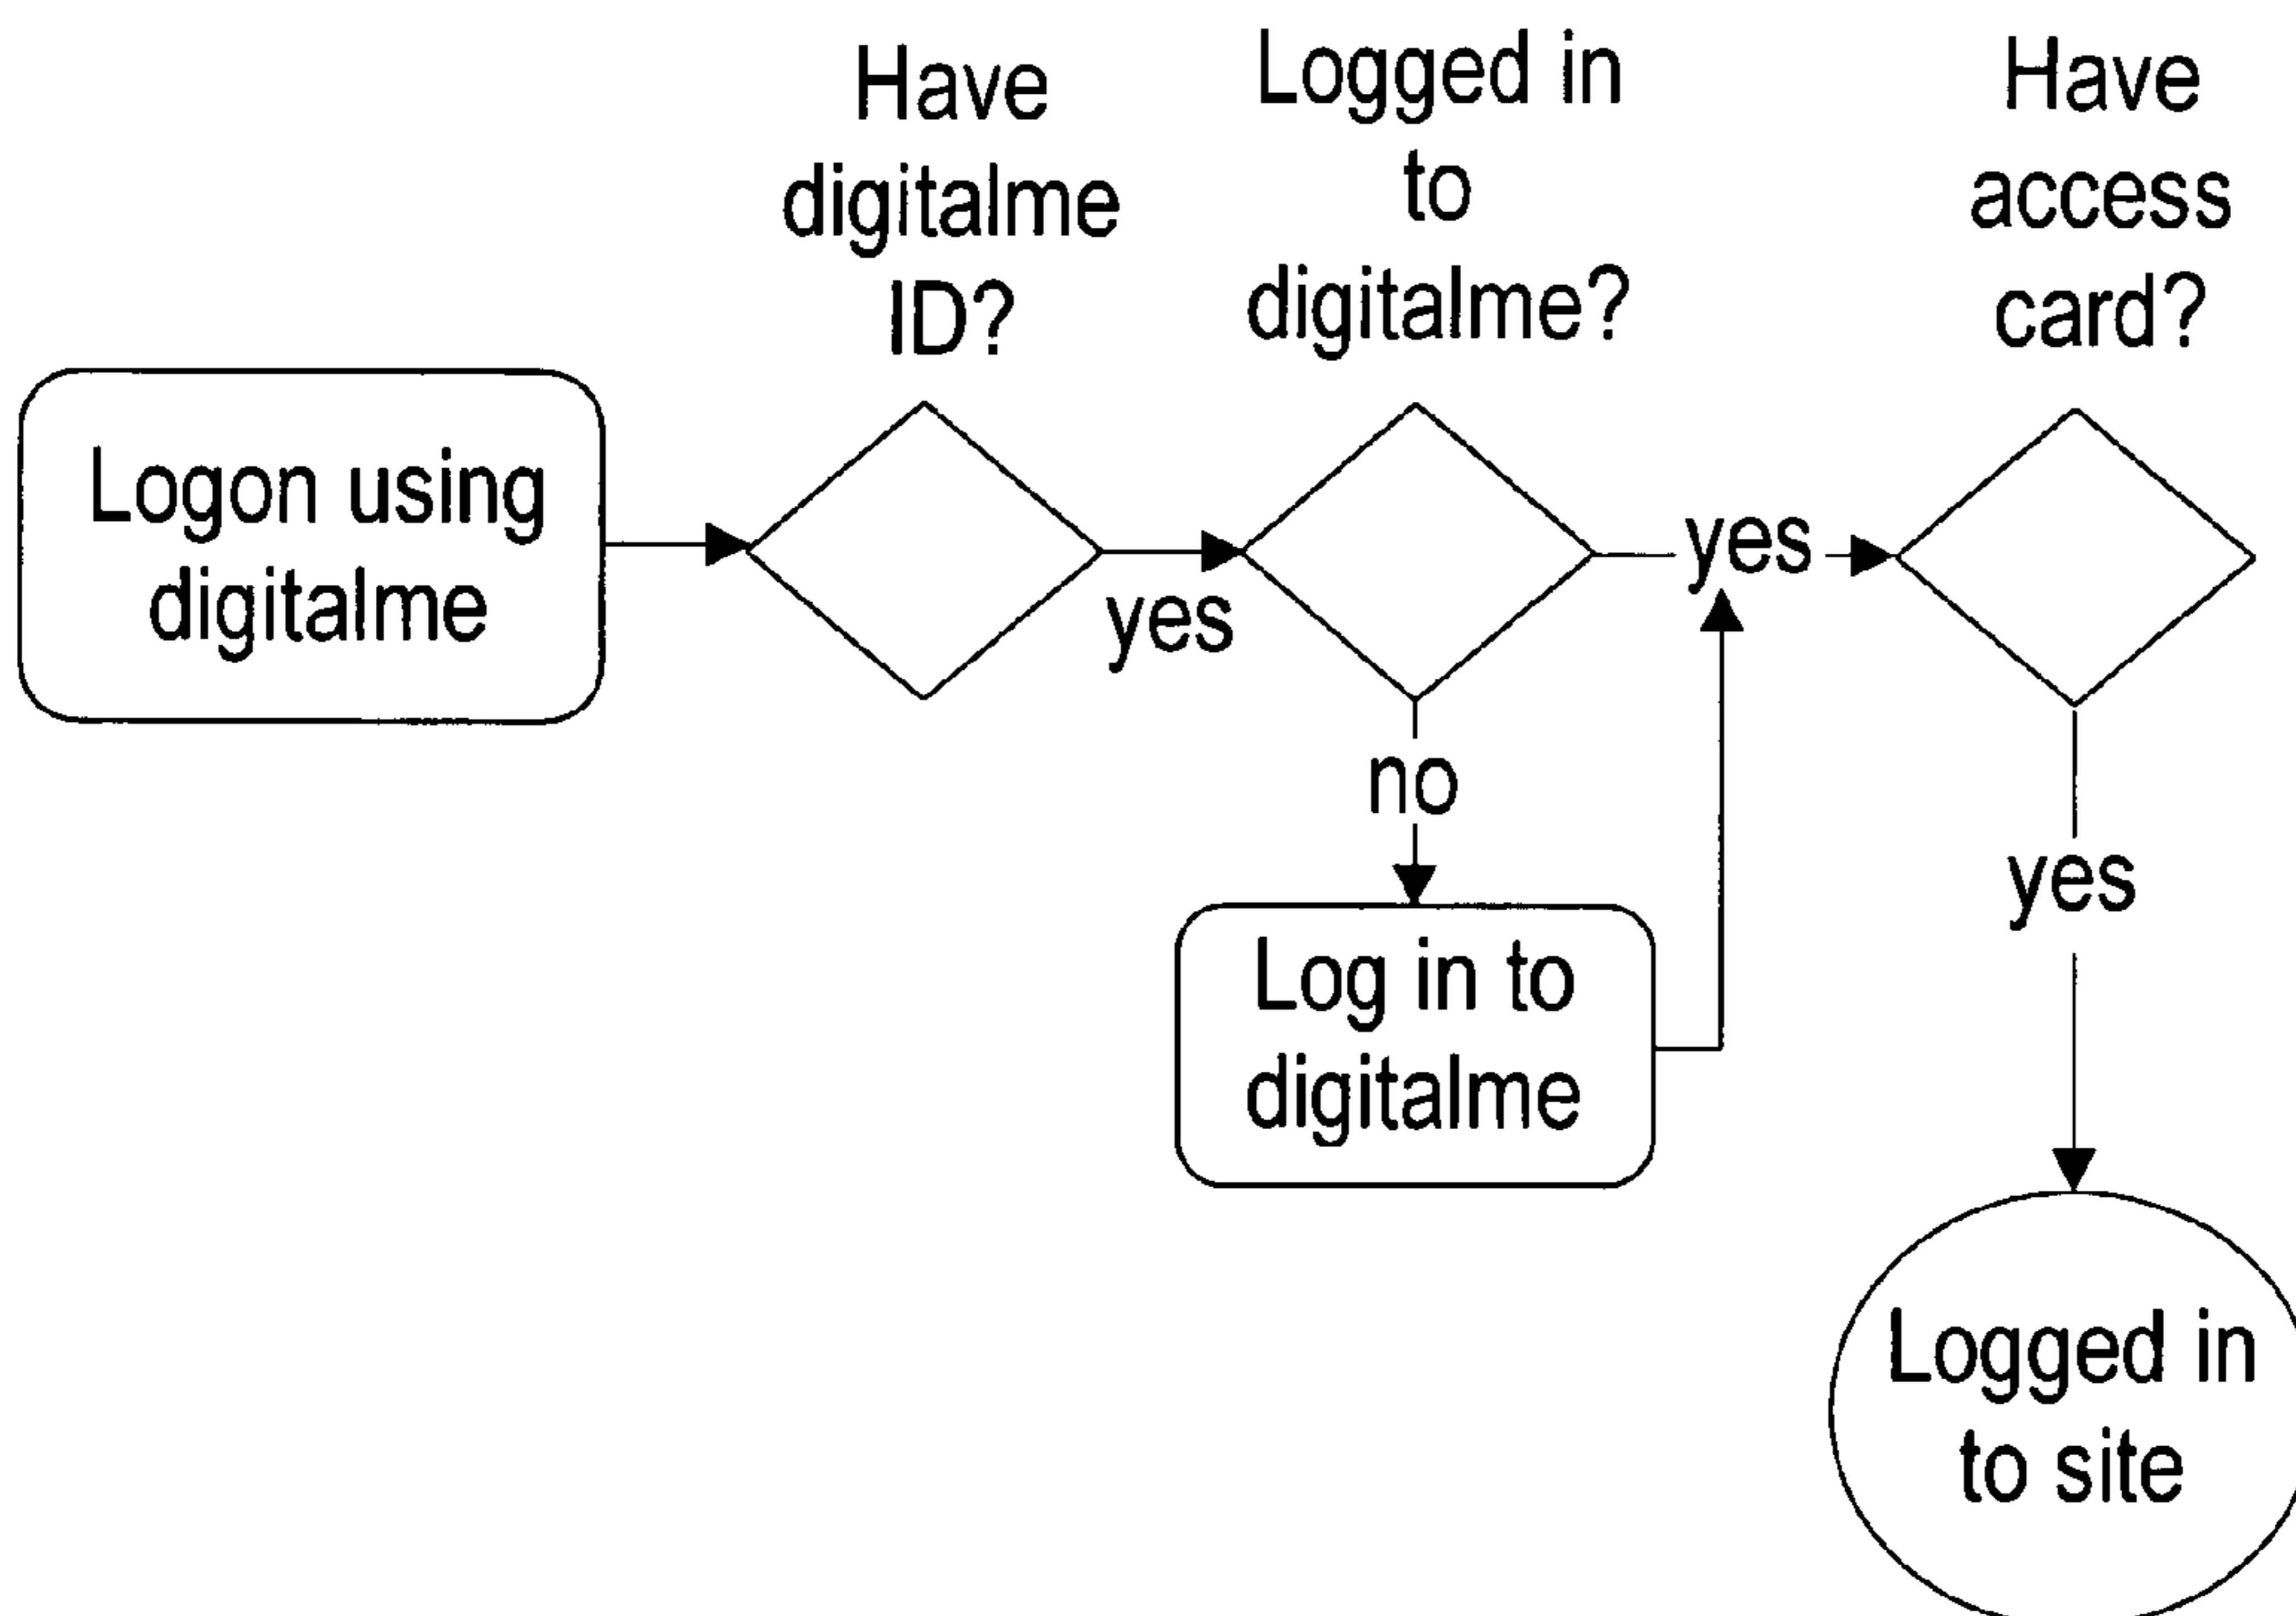 Have
digitalme
ID?
Logged in
to
digitalme?
Have
access
card?
Logon using
digitalme
yes
yes
no
yes
Log in to
digitalme
Logged in
to site